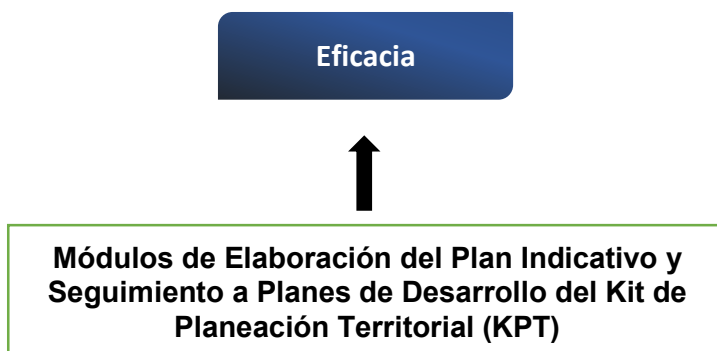 Eficacia
Módulos de Elaboración del Plan Indicativo y
Seguimiento a Planes de Desarrollo del Kit de
Planeación Territorial (KPT)